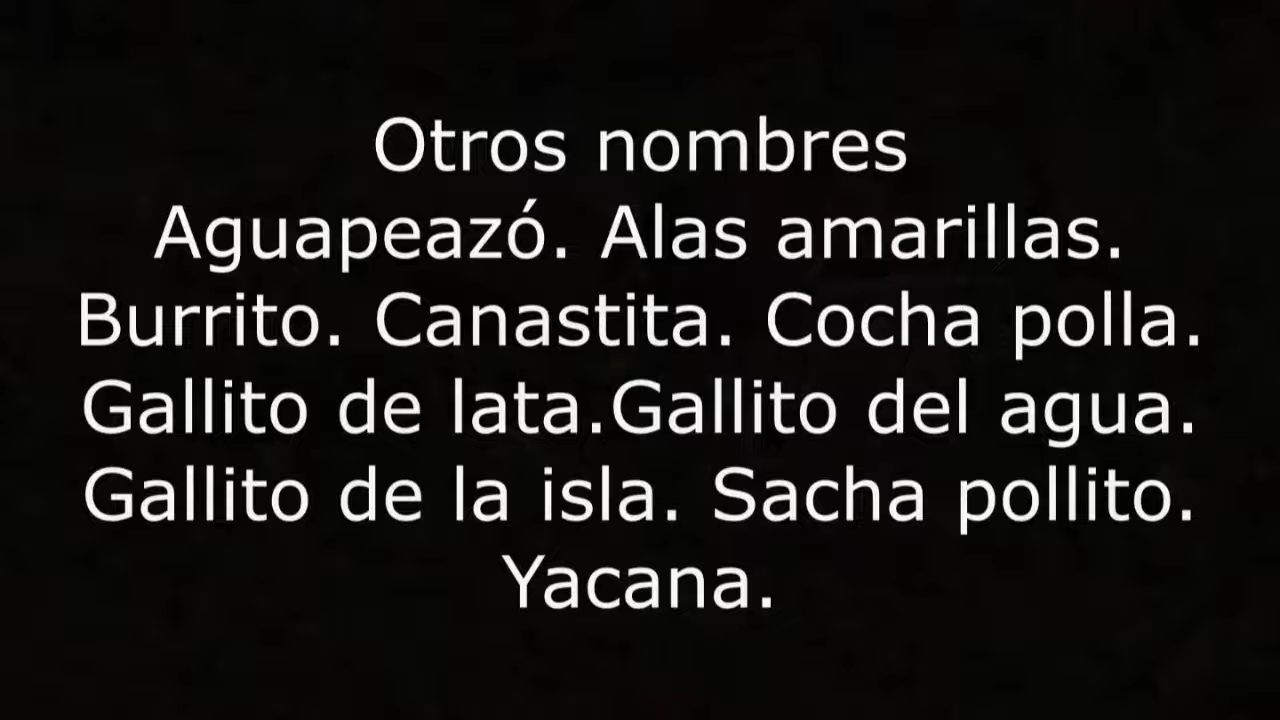 Otros nombres
Aguapeazó. Alas amarillas.
Burrito. Canastita. Cocha polla.
Gallito de lata.Gallito del agua.
Gallito de la isla. Sacha pollito.
Yacana.